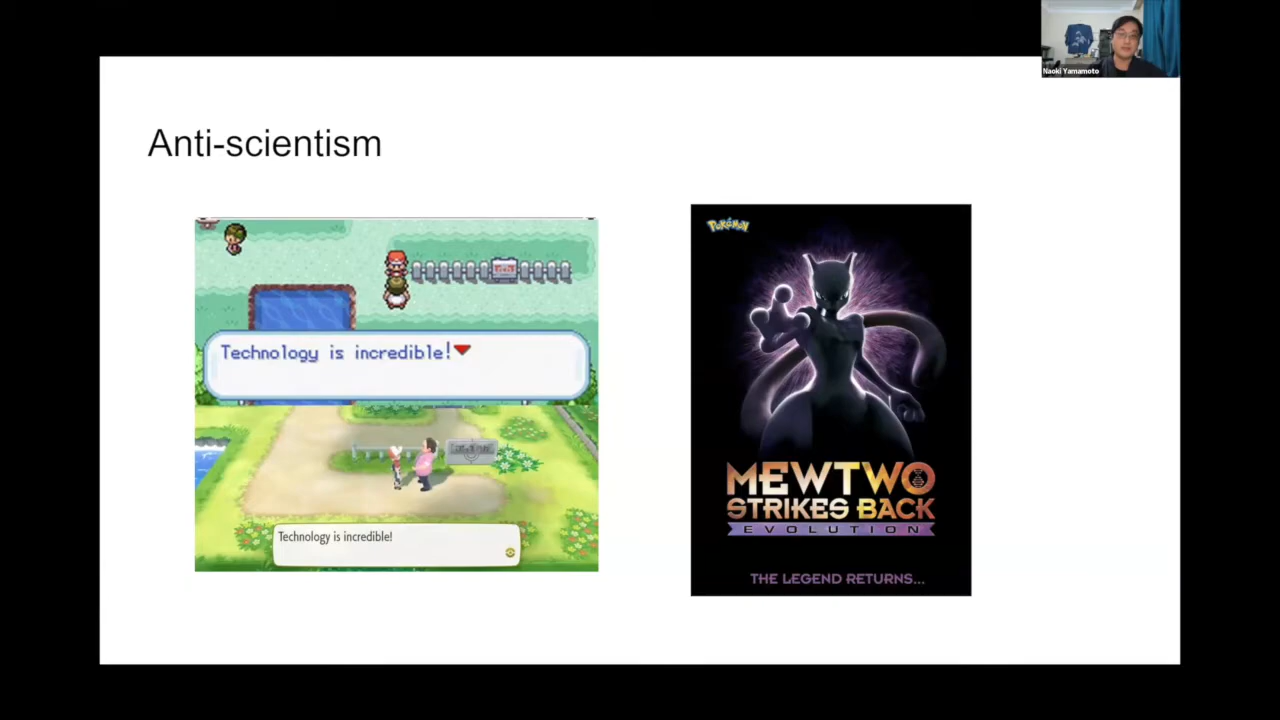 Naoki Yamamoto
Anti-scientism
Technology is incredible!
Technology is incredible!
POKéMON
MEWTWO
STRIKES BACK
EVOLUTION
THE LEGEND RETURNS...